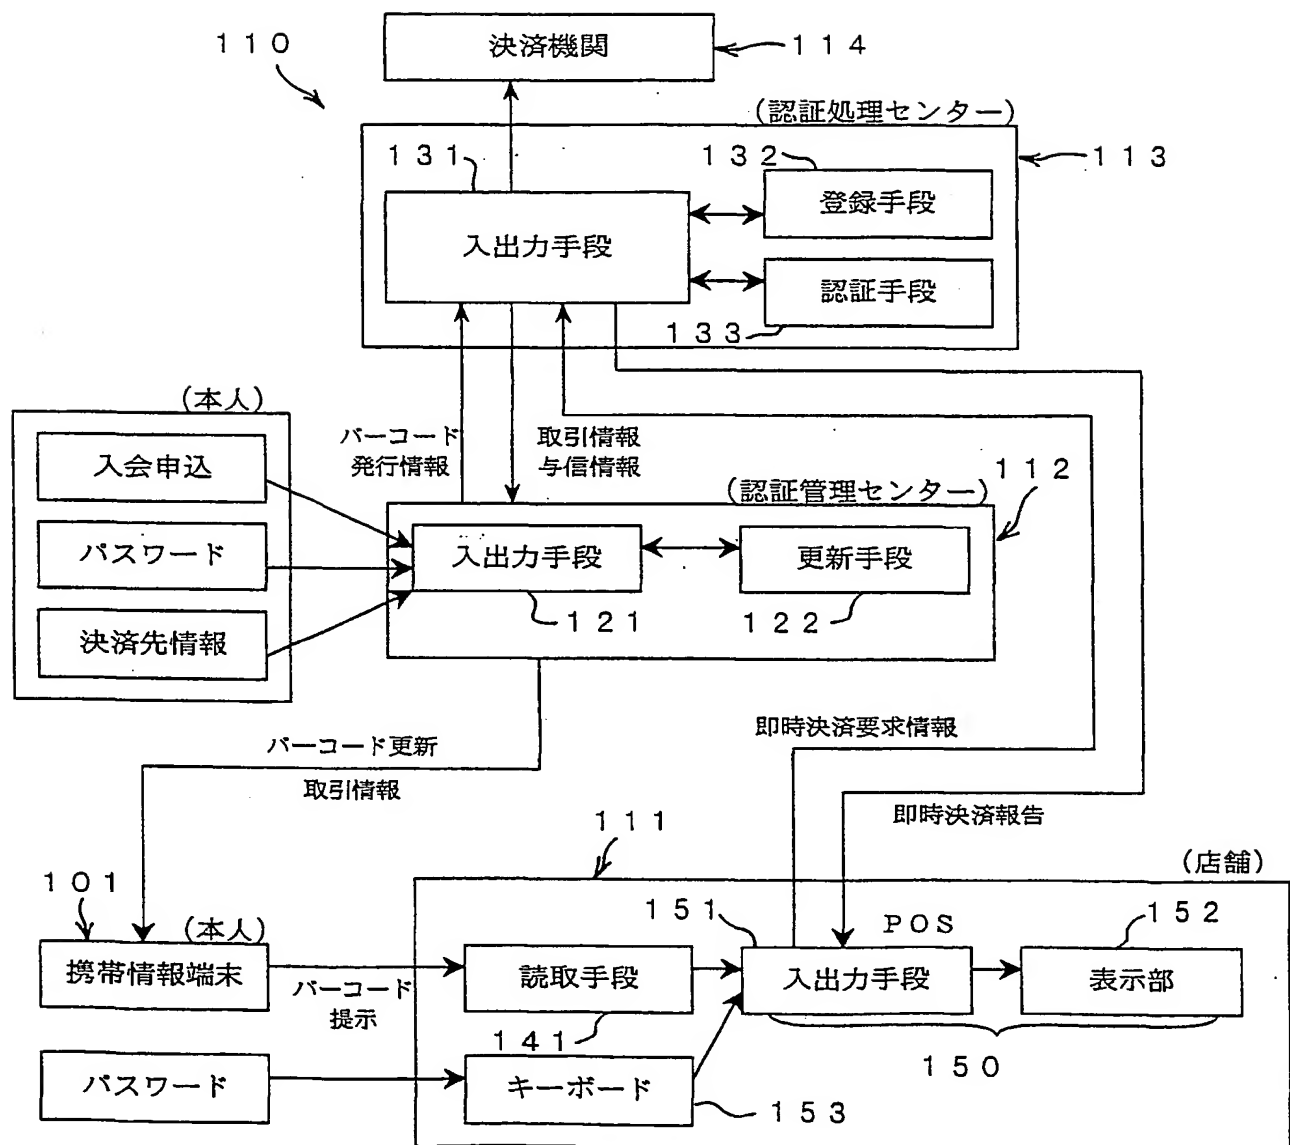 110
決済機関
114
(認証処理センター)
131
132
113
登録手段
入出力手段
認証手段
133
(本人)
入会申込
パスワード
決済先情報
バーコード
発行情報
取引情報
与信情報
(認証管理センター)
112
入出力手段
更新手段
121
122
バーコード更新
取引情報
即時決済要求情報
即時決済報告
111
(店舗)
101
(本人)
携帯情報端末
バーコード
提示
読取手段
141
151
POS
152
入出力手段
表示部
150
パスワード
キーボード
153